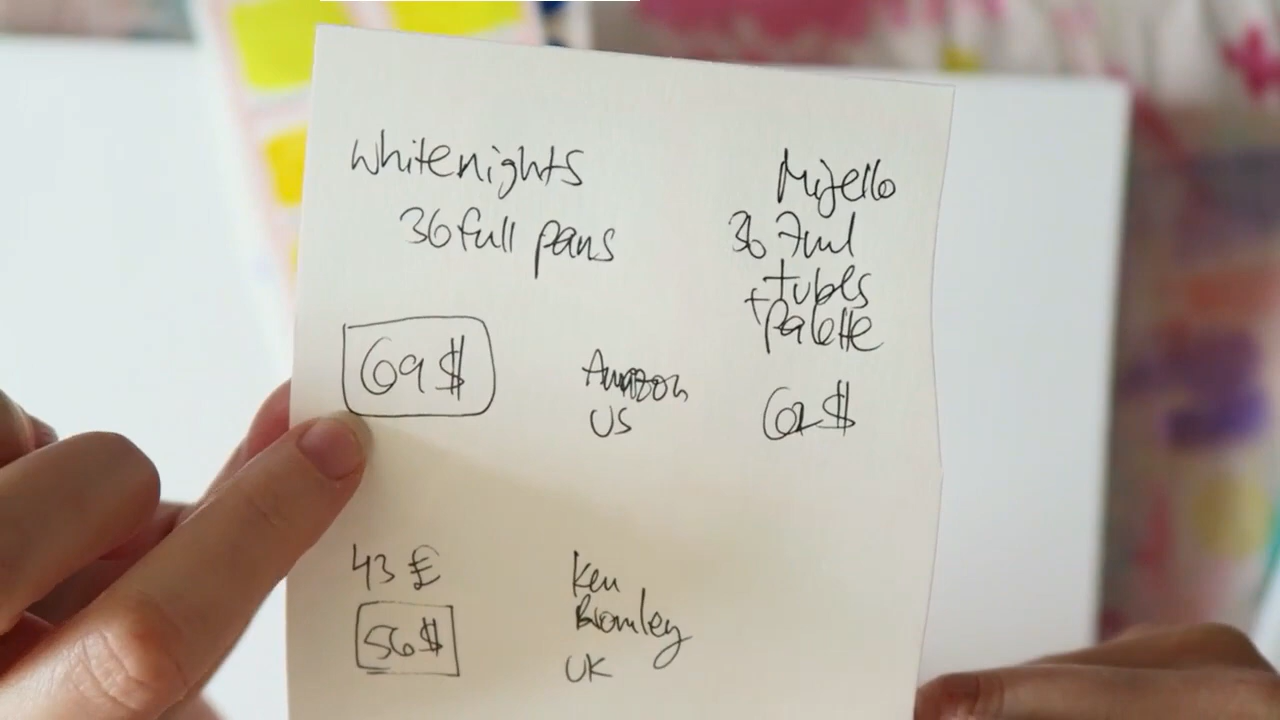 Whitenights
36 full pans
Mijello
36 7ml
tubes
+ palette
69 $
Amazon
US
62 $
43 £
56 $
Ken
Bromley
UK